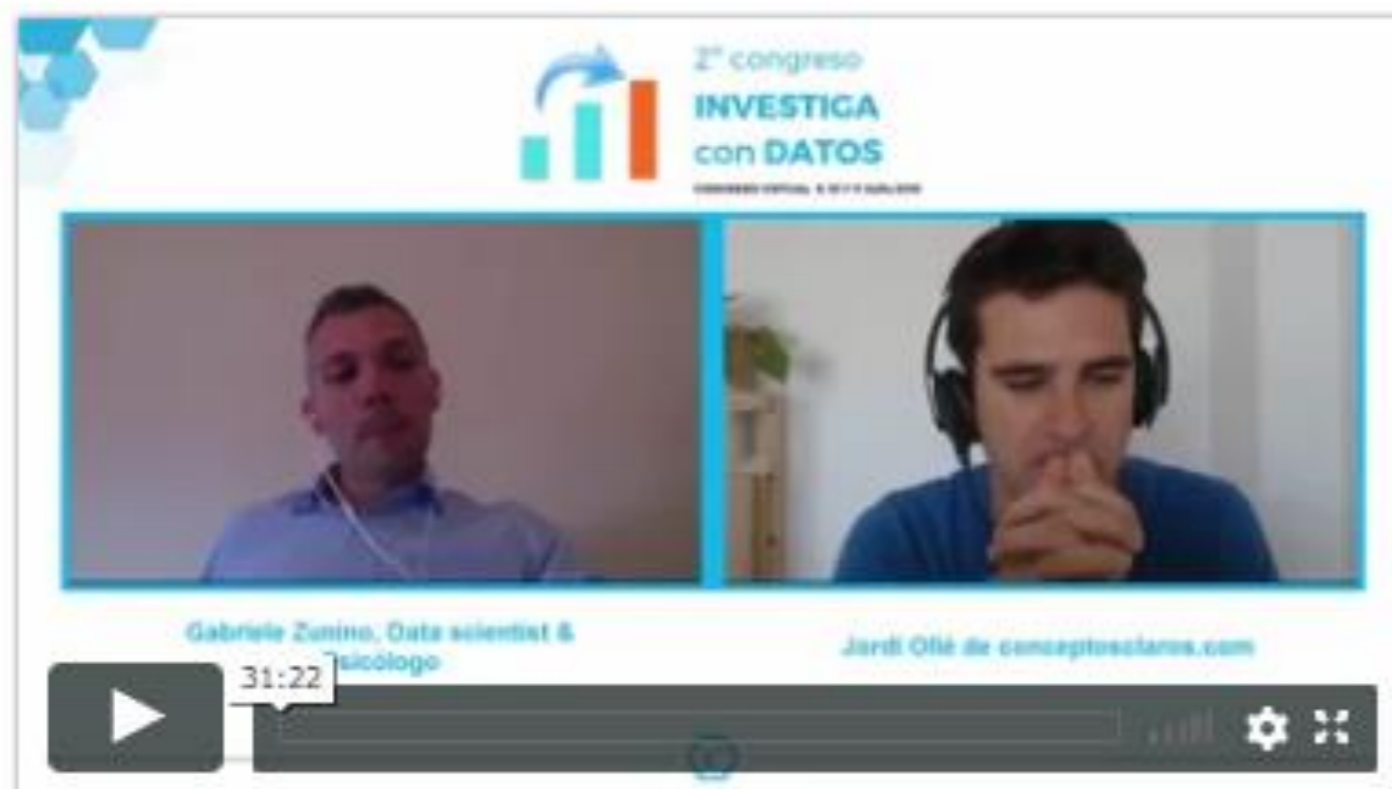 2º congreso
INVESTIGA
con DATOS
Gabriele Zunino, Data scientist &
Psicólogo
Jordi Ollé de conceptosclaros.com
31:22